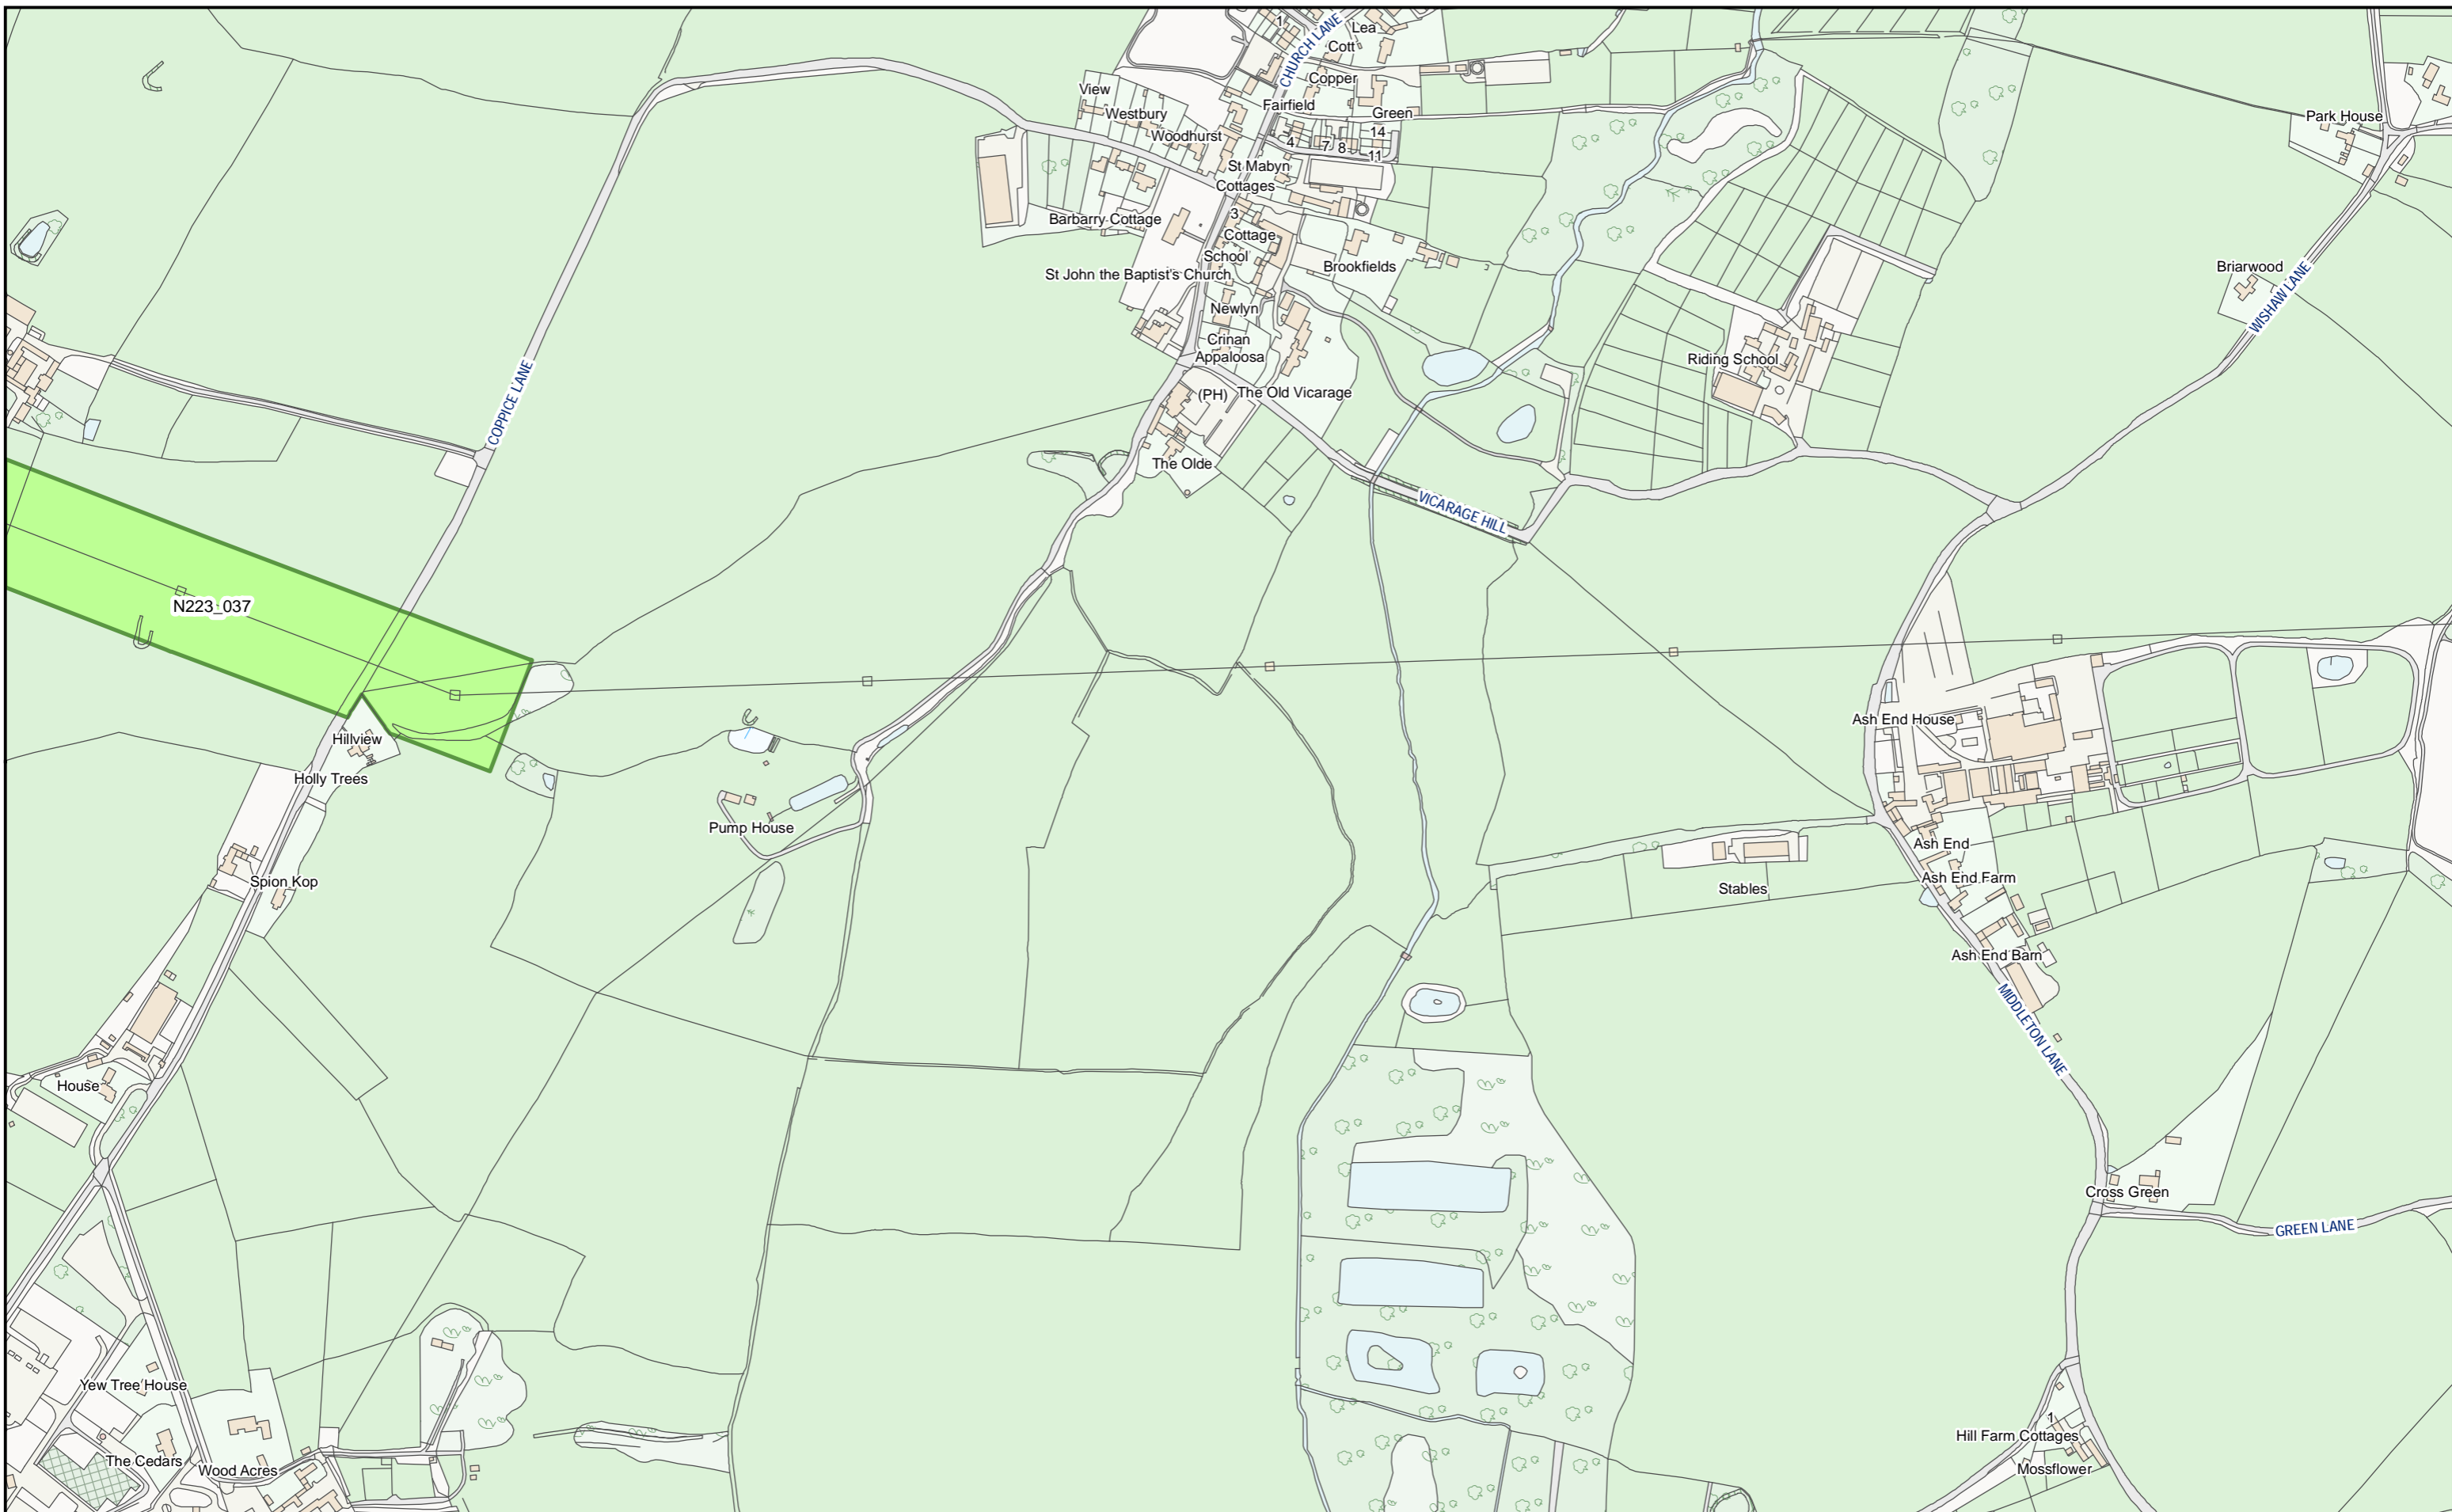 1
Lea
Cott
CHURCH LANE
Copper
View
Fairfield
Westbury
Green
Woodhurst
14
4
7
8
11
St Mabyn
Cottages
Park House
3
Barbarry Cottage
Cottage
School
Brookfields
St John the Baptist's Church
Briarwood
WISHAW LANE
Newlyn
Crinan
Appaloosa
Riding School
COPPICE LANE
(PH)
The Old Vicarage
The Olde
VICARAGE HILL
N223_037
Hillview
Ash End House
Holly Trees
Pump House
Ash End
Spion Kop
Ash End Farm
Stables
Ash End Barn
MIDDLETON LANE
House
Cross Green
GREEN LANE
Yew Tree House
1
Hill Farm Cottages
The Cedars
Wood Acres
Mossflower